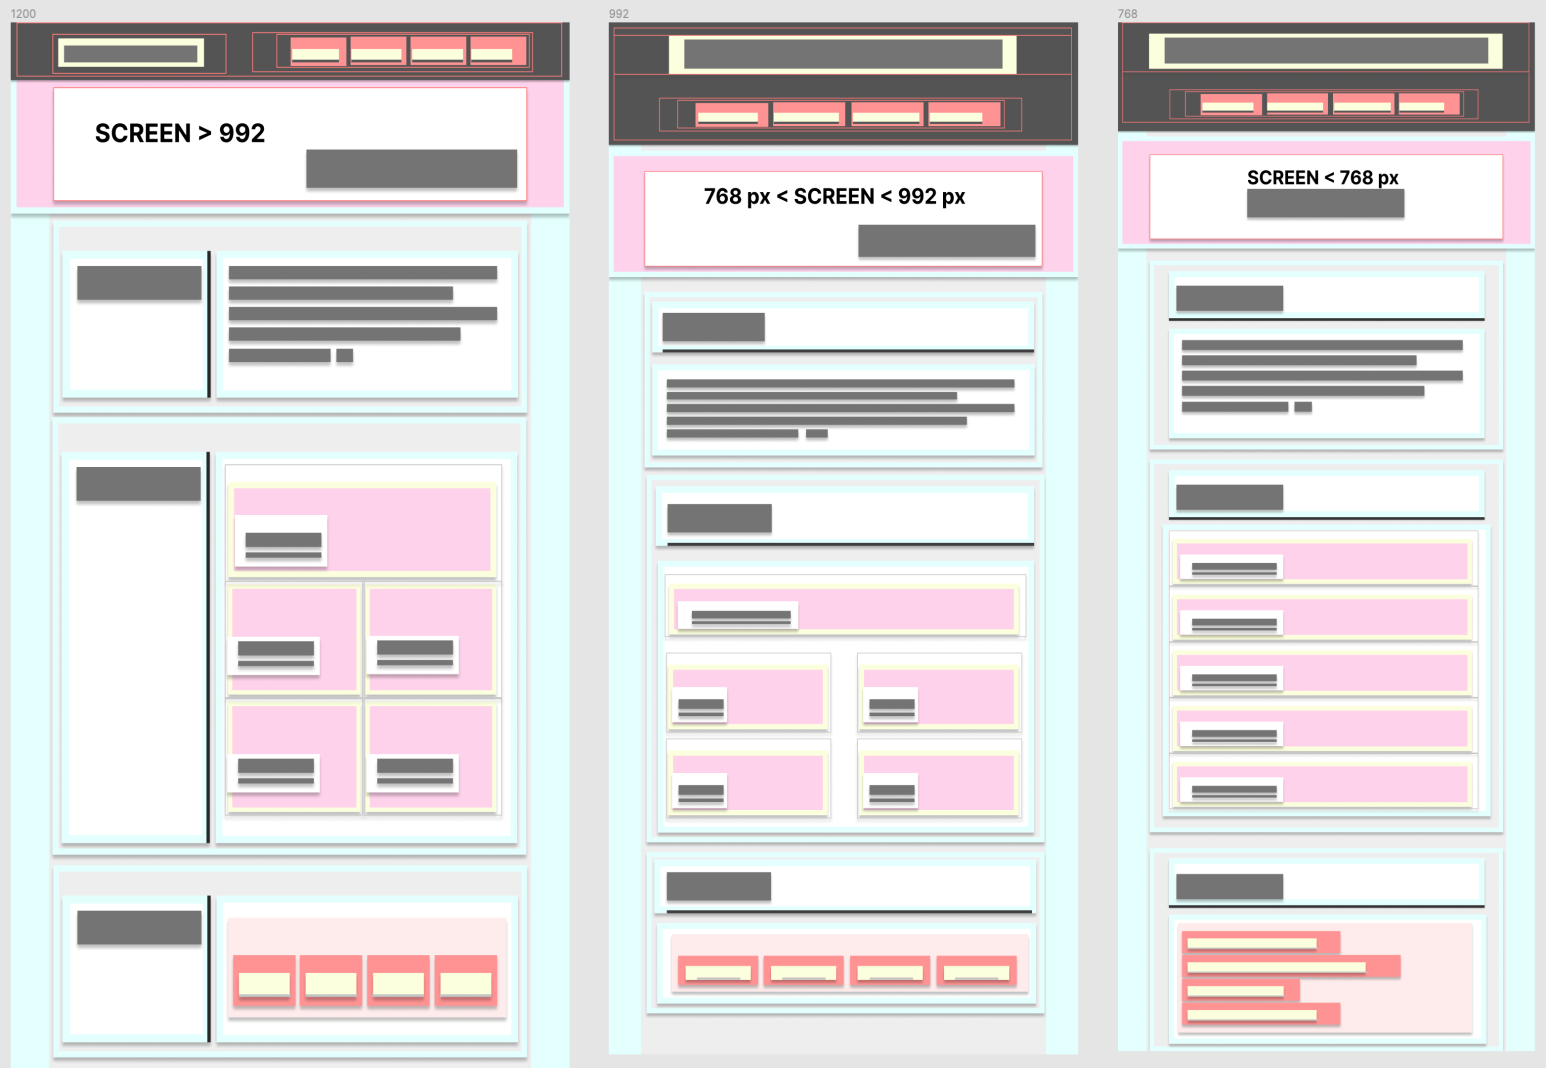 1200
992
768
SCREEN > 992
768 px < SCREEN < 992 px
SCREEN < 768 px